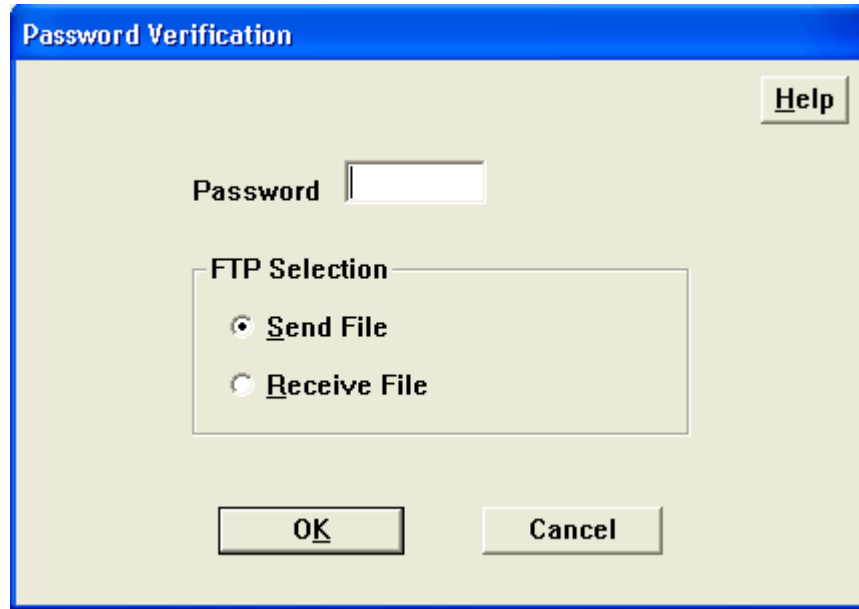 Password Verification
Help
Password
FTP Selection
Send File
Receive File
OK Cancel